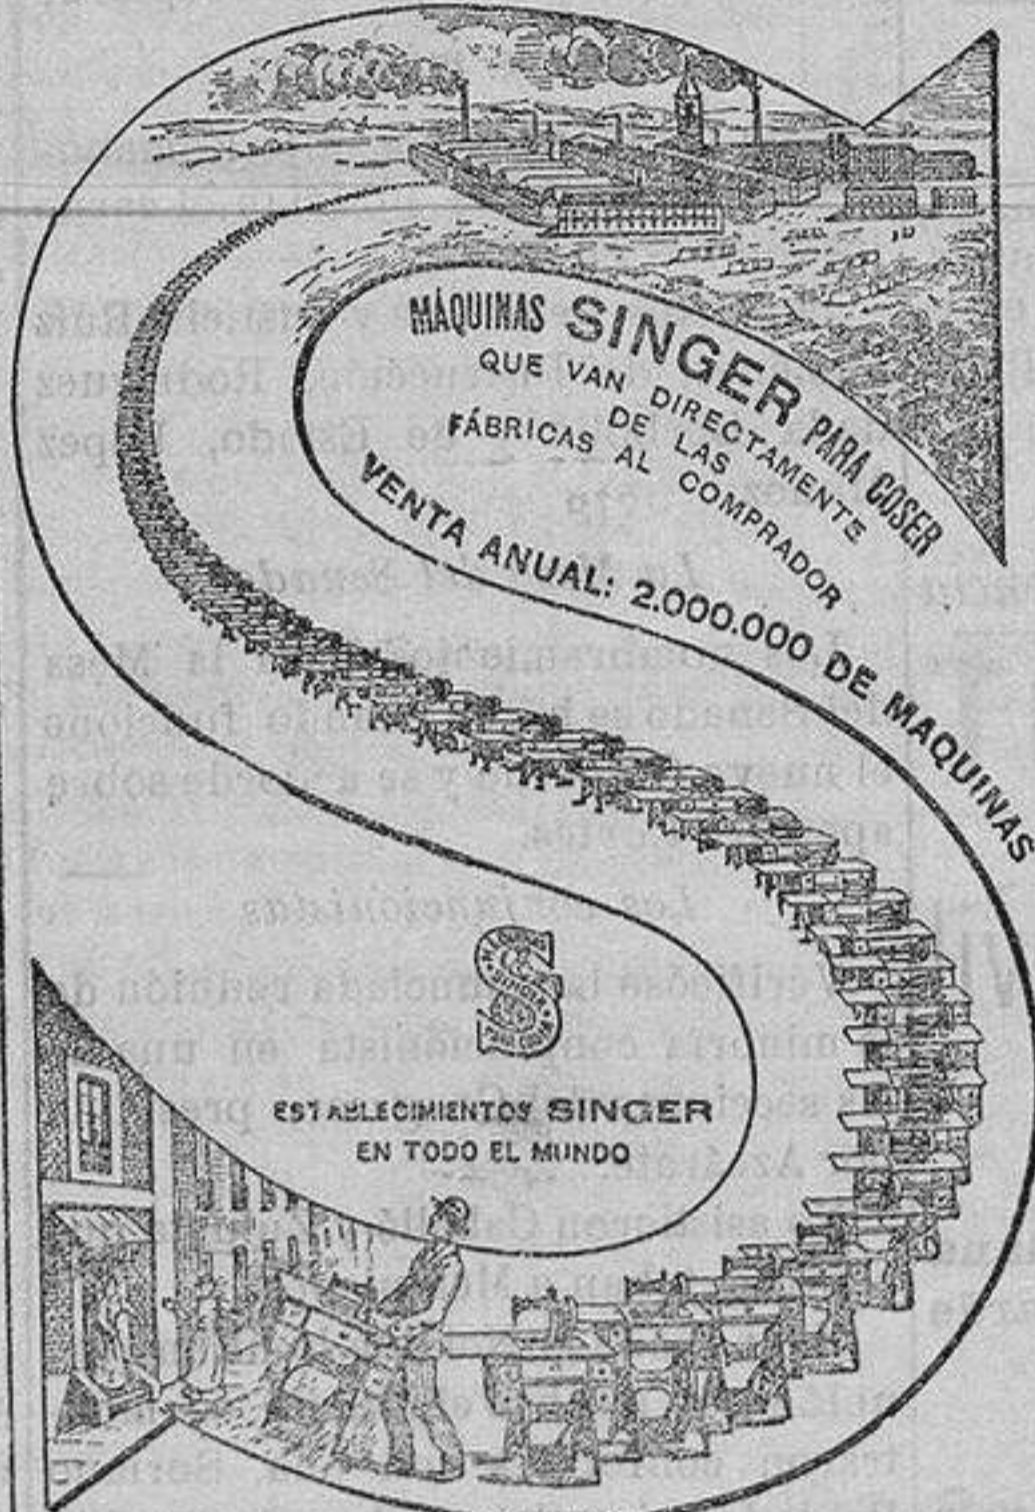 MÁQUINAS SINGER PARA COSER
QUE VAN DIRECTAMENTE
DE LAS
FÁBRICAS AL COMPRADOR
VENTA ANUAL: 2.000.000 DE MAQUINAS
SINGER
ESTABLECIMIENTOS SINGER
EN TODO EL MUNDO